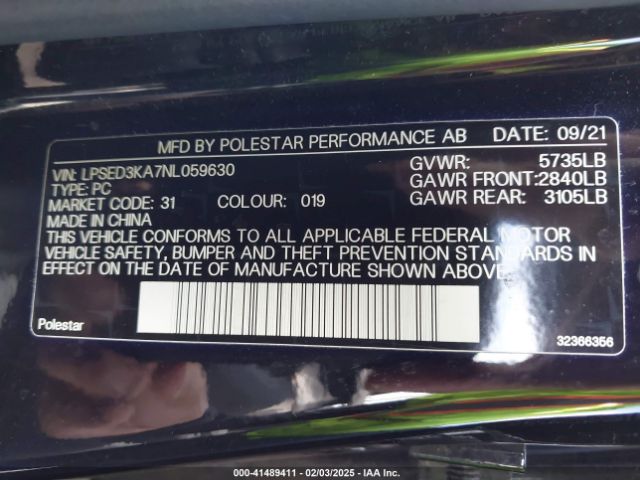 MFD BY POLESTAR PERFORMANCE AB DATE: 09/21
VIN: LPSED3KA7NL059630 GVWR: 5735LB
TYPE: PC GAWR FRONT:2840LB
MARKET CODE: 31 COLOUR: 019 GAWR REAR: 3105LB
MADE IN CHINA
THIS VEHICLE CONFORMS TO ALL APPLICABLE FEDERAL MOTOR
VEHICLE SAFETY, BUMPER AND THEFT PREVENTION STANDARDS IN
EFFECT ON THE DATE OF MANUFACTURE SHOWN ABOVE.
Polestar 32366356
000-41489411 - 02/03/2025 - IAA Inc.